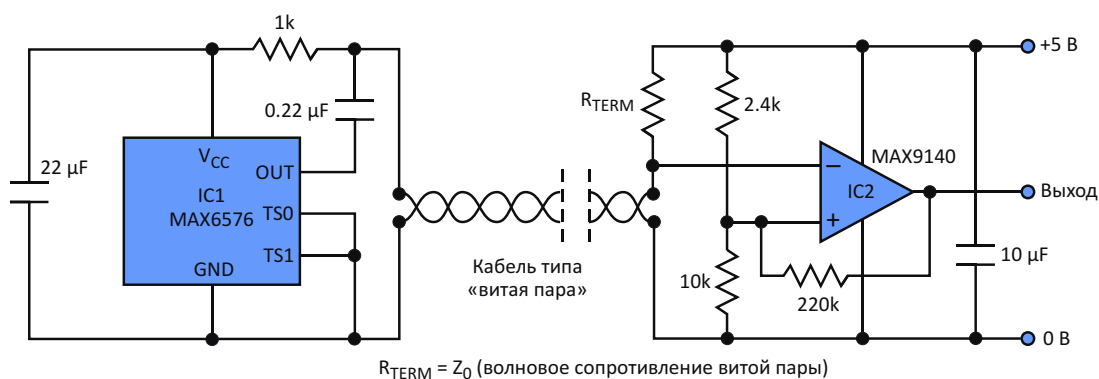 1k
+5 В
0.22 µF
R_TERM
2.4k
22 µF
V_CC
OUT
IC1
MAX6576
TS0
TS1
GND
MAX9140
−
IC2
+
Выход
Кабель типа
«витая пара»
10k
220k
10 µF
0 В
R_TERM = Z_0 (волновое сопротивление витой пары)